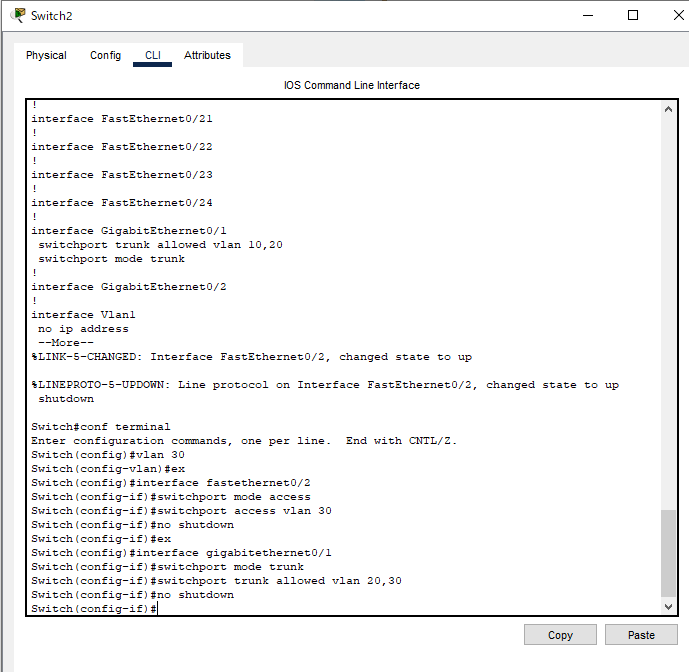 Switch2
Physical Config CLI Attributes
IOS Command Line Interface
!
interface FastEthernet0/21
!
interface FastEthernet0/22
!
interface FastEthernet0/23
!
interface FastEthernet0/24
!
interface GigabitEthernet0/1
 switchport trunk allowed vlan 10,20
 switchport mode trunk
!
interface GigabitEthernet0/2
!
interface Vlan1
 no ip address
 --More--
%LINK-5-CHANGED: Interface FastEthernet0/2, changed state to up

%LINEPROTO-5-UPDOWN: Line protocol on Interface FastEthernet0/2, changed state to up
 shutdown

Switch#conf terminal
Enter configuration commands, one per line.  End with CNTL/Z.
Switch(config)#vlan 30
Switch(config-vlan)#ex
Switch(config)#interface fastethernet0/2
Switch(config-if)#switchport mode access
Switch(config-if)#switchport access vlan 30
Switch(config-if)#no shutdown
Switch(config-if)#ex
Switch(config)#interface gigabitethernet0/1
Switch(config-if)#switchport mode trunk
Switch(config-if)#switchport trunk allowed vlan 20,30
Switch(config-if)#no shutdown
Switch(config-if)#
Copy Paste